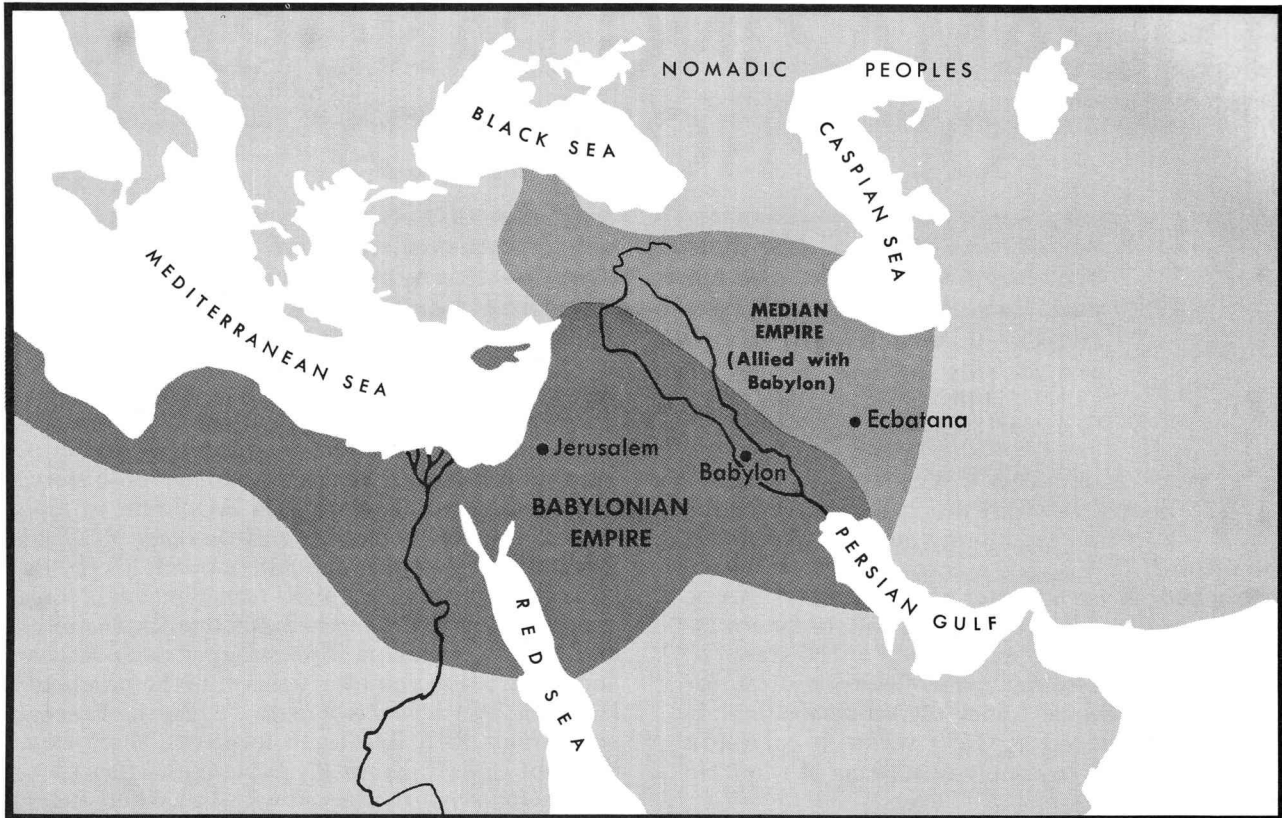 NOMADIC PEOPLES
BLACK SEA
CASPIAN SEA
MEDITERRANEAN SEA
MEDIAN
EMPIRE
(Allied with
Babylon)
Ecbatana
Jerusalem
Babylon
BABYLONIAN
EMPIRE
PERSIAN GULF
RED SEA